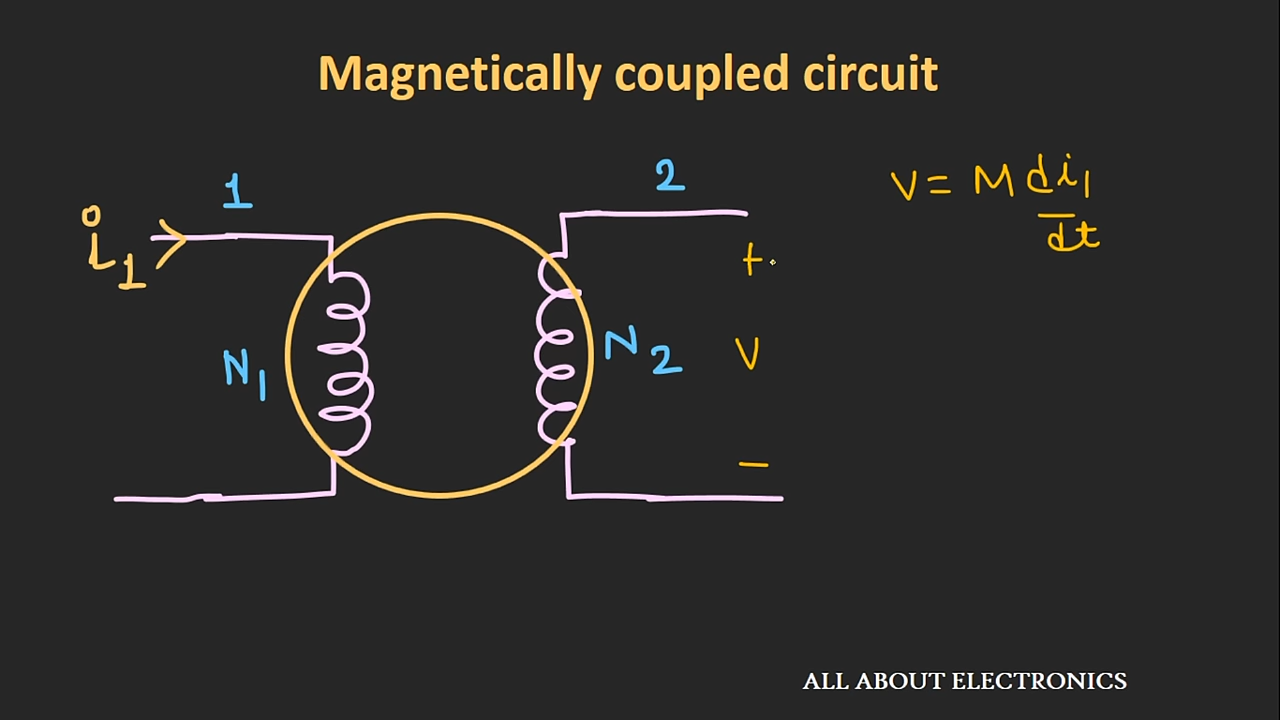 Magnetically coupled circuit
1
2
i1
V = M di1
dt
+
N1
N2
V
−
ALL ABOUT ELECTRONICS